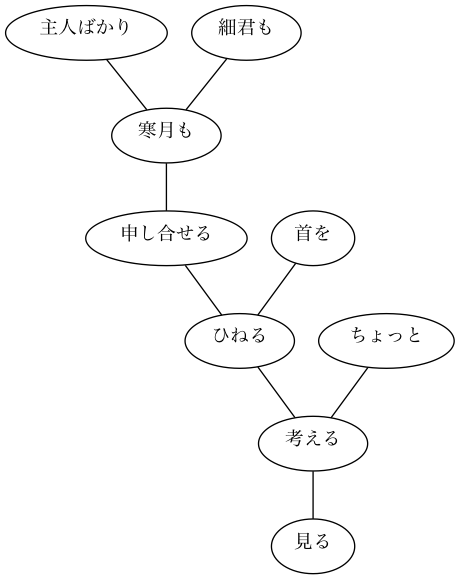 主人ばかり
細君も
寒月も
申し合せる
首を
ひねる
ちょっと
考える
見る